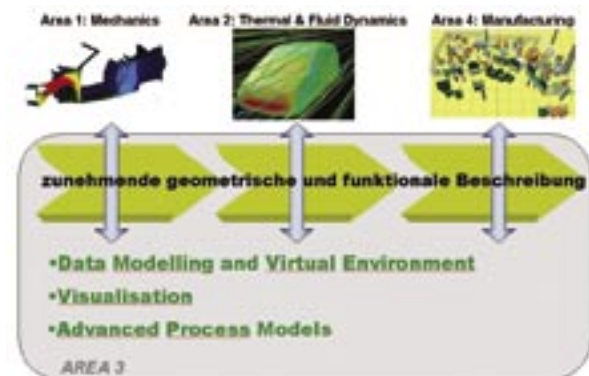 Area 1: Mechanics
Area 2: Thermal & Fluid Dynamics
Area 4: Manufacturing
zunehmende geometrische und funktionale Beschreibung
•Data Modelling and Virtual Environment
•Visualisation
•Advanced Process Models
AREA 3